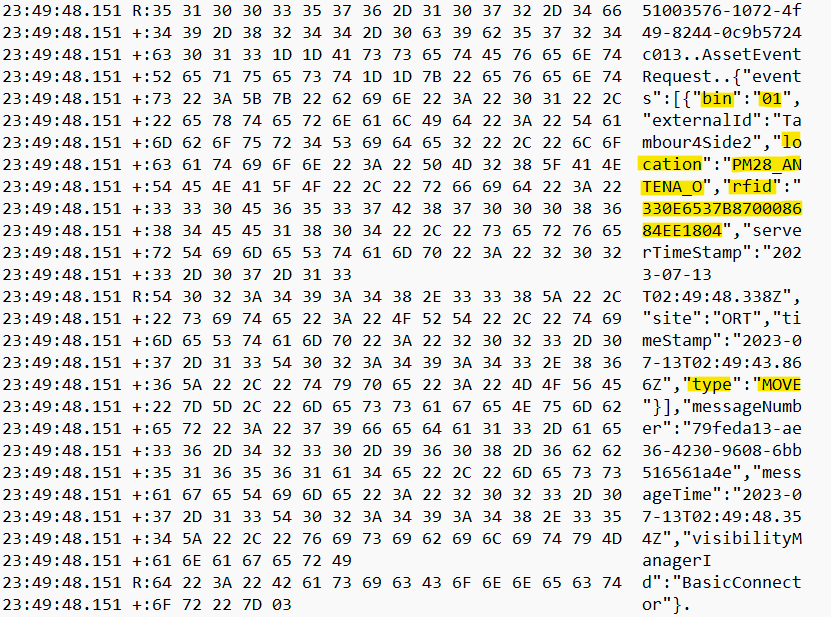 23:49:48.151 R:35 31 30 30 33 35 37 36 2D 31 30 37 32 2D 34 66 51003576-1072-4f
23:49:48.151 +:34 39 2D 38 32 34 34 2D 30 63 39 62 35 37 32 34 49-8244-0c9b5724
23:49:48.151 +:63 30 31 33 1D 1D 41 73 73 65 74 45 76 65 6E 74 c013..AssetEvent
23:49:48.151 +:52 65 71 75 65 73 74 1D 1D 7B 22 65 76 65 6E 74 Request..{"event
23:49:48.151 +:73 22 3A 5B 7B 22 62 69 6E 22 3A 22 30 31 22 2C s":[{"bin":"01",
23:49:48.151 +:22 65 78 74 65 72 6E 61 6C 49 64 22 3A 22 54 61 "externalId":"Ta
23:49:48.151 +:6D 62 6F 75 72 34 53 69 64 65 32 22 2C 22 6C 6F mbour4Side2","lo
23:49:48.151 +:63 61 74 69 6F 6E 22 3A 22 50 4D 32 38 5F 41 4E cation":"PM28_AN
23:49:48.151 +:54 45 4E 41 5F 4F 22 2C 22 72 66 69 64 22 3A 22 TENA_O","rfid":"
23:49:48.151 +:33 33 30 45 36 35 33 37 42 38 37 30 30 30 38 36 330E6537B8700086
23:49:48.151 +:38 34 45 45 31 38 30 34 22 2C 22 73 65 72 76 65 84EE1804","serve
23:49:48.151 +:72 54 69 6D 65 53 74 61 6D 70 22 3A 22 32 30 32 rTimeStamp":"202
23:49:48.151 +:33 2D 30 37 2D 31 33 3-07-13
23:49:48.151 R:54 30 32 3A 34 39 3A 34 38 2E 33 33 38 5A 22 2C T02:49:48.338Z",
23:49:48.151 +:22 73 69 74 65 22 3A 22 4F 52 54 22 2C 22 74 69 "site":"ORT","ti
23:49:48.151 +:6D 65 53 74 61 6D 70 22 3A 22 32 30 32 33 2D 30 meStamp":"2023-0
23:49:48.151 +:37 2D 31 33 54 30 32 3A 34 39 3A 34 33 2E 38 36 7-13T02:49:43.86
23:49:48.151 +:36 5A 22 2C 22 74 79 70 65 22 3A 22 4D 4F 56 45 6Z","type":"MOVE
23:49:48.151 +:22 7D 5D 2C 22 6D 65 73 73 61 67 65 4E 75 6D 62 "}],"messageNumb
23:49:48.151 +:65 72 22 3A 22 37 39 66 65 64 61 31 33 2D 61 65 er":"79feda13-ae
23:49:48.151 +:33 36 2D 34 32 33 30 2D 39 36 30 38 2D 36 62 62 36-4230-9608-6bb
23:49:48.151 +:35 31 36 35 36 31 61 34 65 22 2C 22 6D 65 73 73 516561a4e","mess
23:49:48.151 +:61 67 65 54 69 6D 65 22 3A 22 32 30 32 33 2D 30 ageTime":"2023-0
23:49:48.151 +:37 2D 31 33 54 30 32 3A 34 39 3A 34 38 2E 33 35 7-13T02:49:48.35
23:49:48.151 +:34 5A 22 2C 22 76 69 73 69 62 69 6C 69 74 79 4D 4Z","visibilityM
23:49:48.151 +:61 6E 61 67 65 72 49 anagerI
23:49:48.151 R:64 22 3A 22 42 61 73 69 63 43 6F 6E 6E 65 63 74 d":"BasicConnect
23:49:48.151 +:6F 72 22 7D 03 or"}.